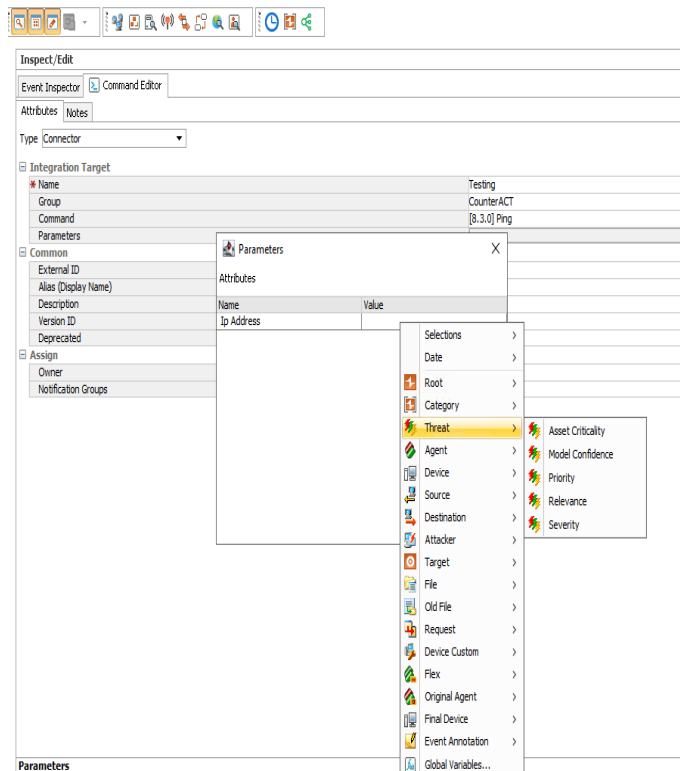 Inspect/Edit
Event Inspector Command Editor
Attributes Notes
Type Connector
Integration Target
* Name Testing
Group CounterACT
Command [8.3.0] Ping
Parameters
Common
External ID
Alias (Display Name)
Description
Version ID
Deprecated
Assign
Owner
Notification Groups
Parameters X
Attributes
Name Value
Ip Address
Selections
Date
Root
Category
Threat
Agent
Device
Source
Destination
Attacker
Target
File
Old File
Request
Device Custom
Flex
Original Agent
Final Device
Event Annotation
Global Variables...
Asset Criticality
Model Confidence
Priority
Relevance
Severity
Parameters